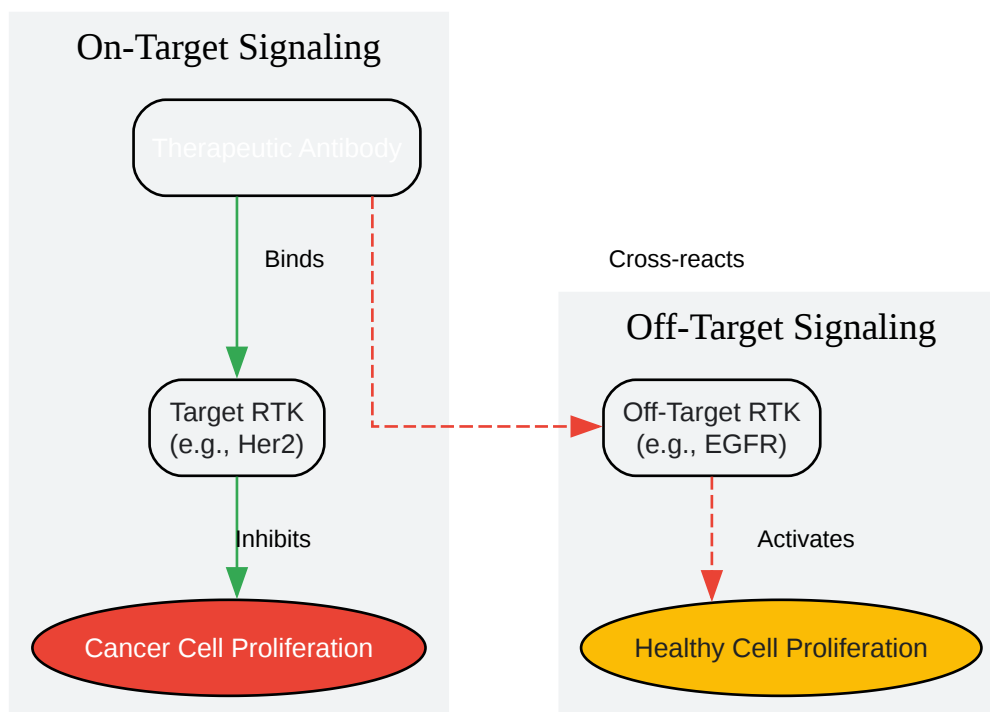 On-Target Signaling
Therapeutic Antibody
Binds
Cross-reacts
Off-Target Signaling
Target RTK
(e.g., Her2)
Off-Target RTK
(e.g., EGFR)
Inhibits
Activates
Cancer Cell Proliferation
Healthy Cell Proliferation